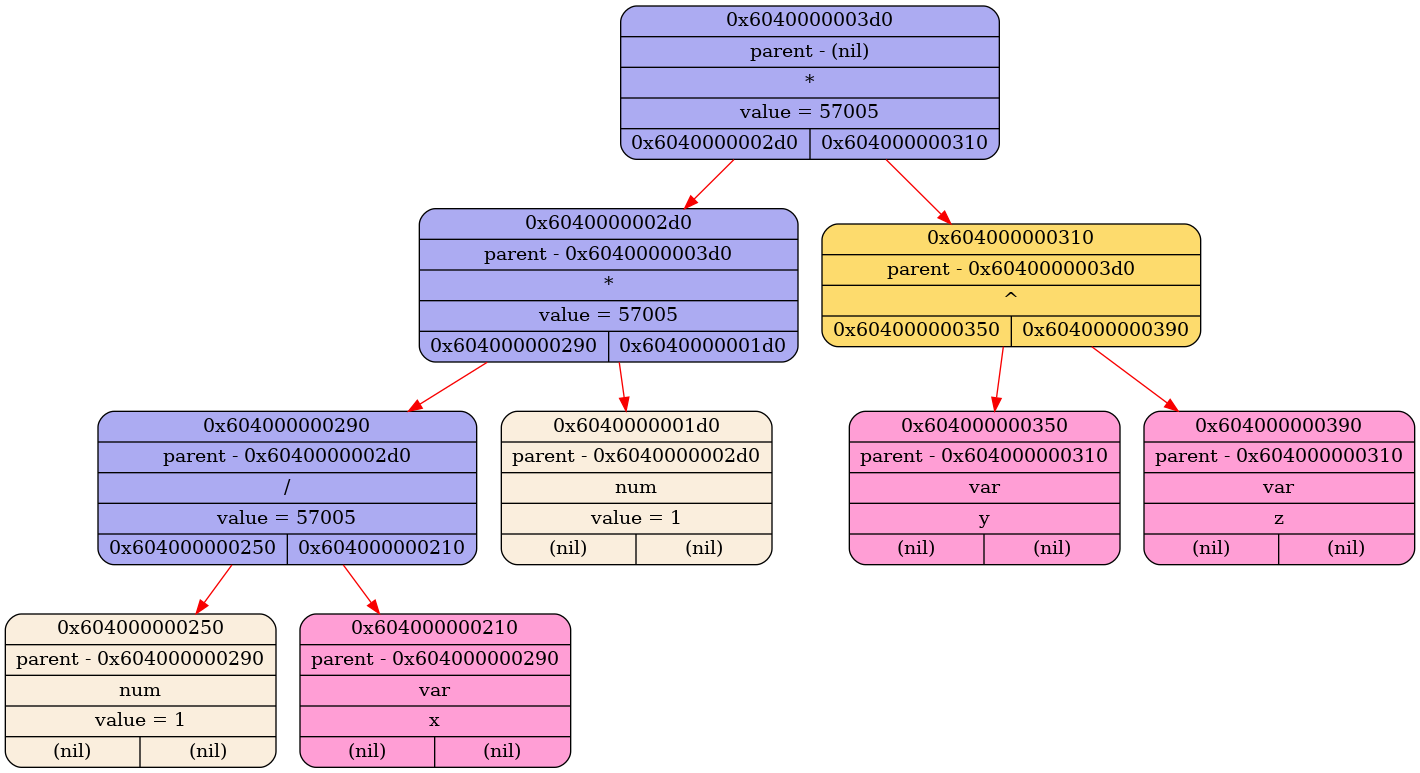 0x6040000003d0
parent - (nil)
*
value = 57005
0x6040000002d0 0x604000000310
0x6040000002d0
parent - 0x6040000003d0
*
value = 57005
0x604000000290 0x6040000001d0
0x604000000310
parent - 0x6040000003d0
^
0x604000000350 0x604000000390
0x604000000290
parent - 0x6040000002d0
/
value = 57005
0x604000000250 0x604000000210
0x6040000001d0
parent - 0x6040000002d0
num
value = 1
(nil) (nil)
0x604000000350
parent - 0x604000000310
var
y
(nil) (nil)
0x604000000390
parent - 0x604000000310
var
z
(nil) (nil)
0x604000000250
parent - 0x604000000290
num
value = 1
(nil) (nil)
0x604000000210
parent - 0x604000000290
var
x
(nil) (nil)